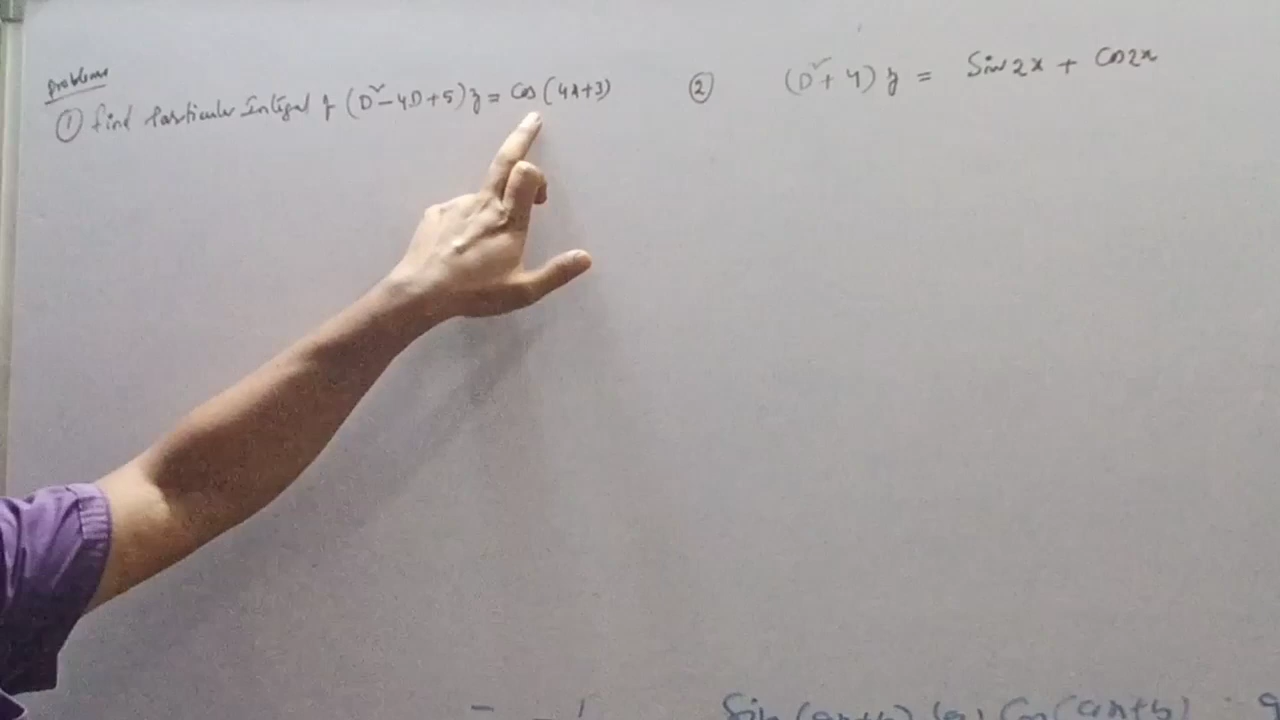 Problems
① find Particular Integral of (D²-4D+5)y = Cos(4x+3)
② (D²+4)y = Sin2x + Cos2x
Sin(ax+b) (or) Cos(ax+b)